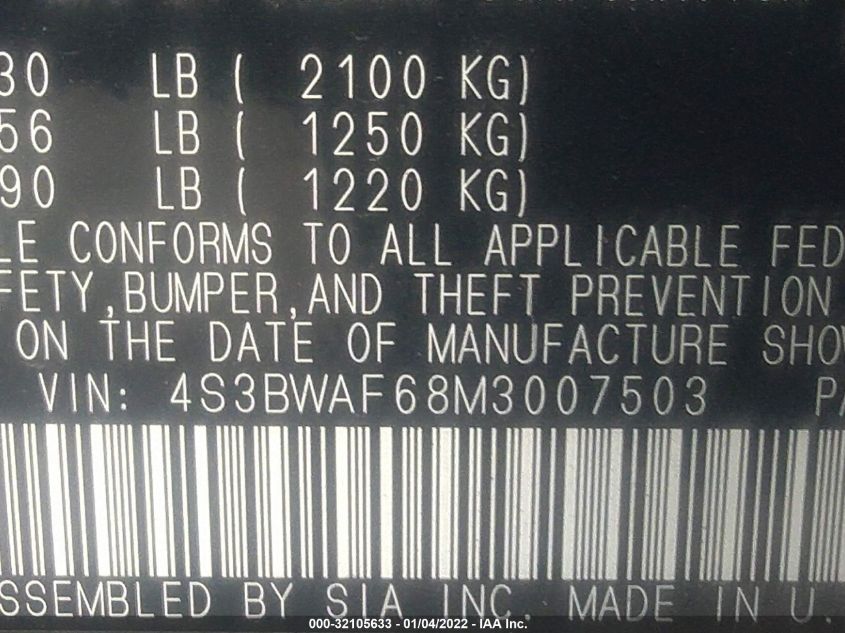 30 LB ( 2100 KG)
56 LB ( 1250 KG)
90 LB ( 1220 KG)
LE CONFORMS TO ALL APPLICABLE FED
FETY,BUMPER,AND THEFT PREVENTION
ON THE DATE OF MANUFACTURE SHO
VIN: 4S3BWAF68M3007503 PA
SSEMBLED BY SIA INC. MADE IN U.
000-32105633 - 01/04/2022 - IAA Inc.